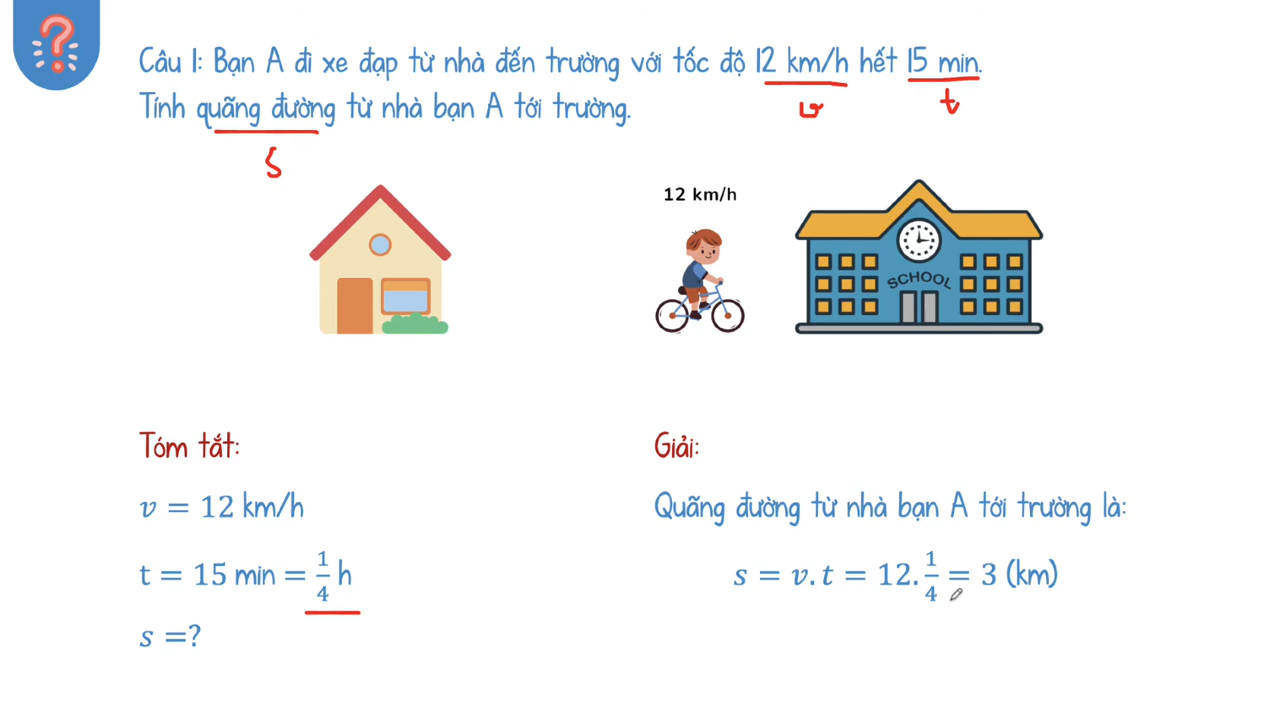 Câu 1: Bạn A đi xe đạp từ nhà đến trường với tốc độ 12 km/h hết 15 min.
v
t
Tính quãng đường từ nhà bạn A tới trường.
s
12 km/h
SCHOOL
Tóm tắt:
v = 12 km/h
t = 15 min = 1/4 h
s =?
Giải:
Quãng đường từ nhà bạn A tới trường là:
s = v. t = 12. 1/4 = 3 (km)